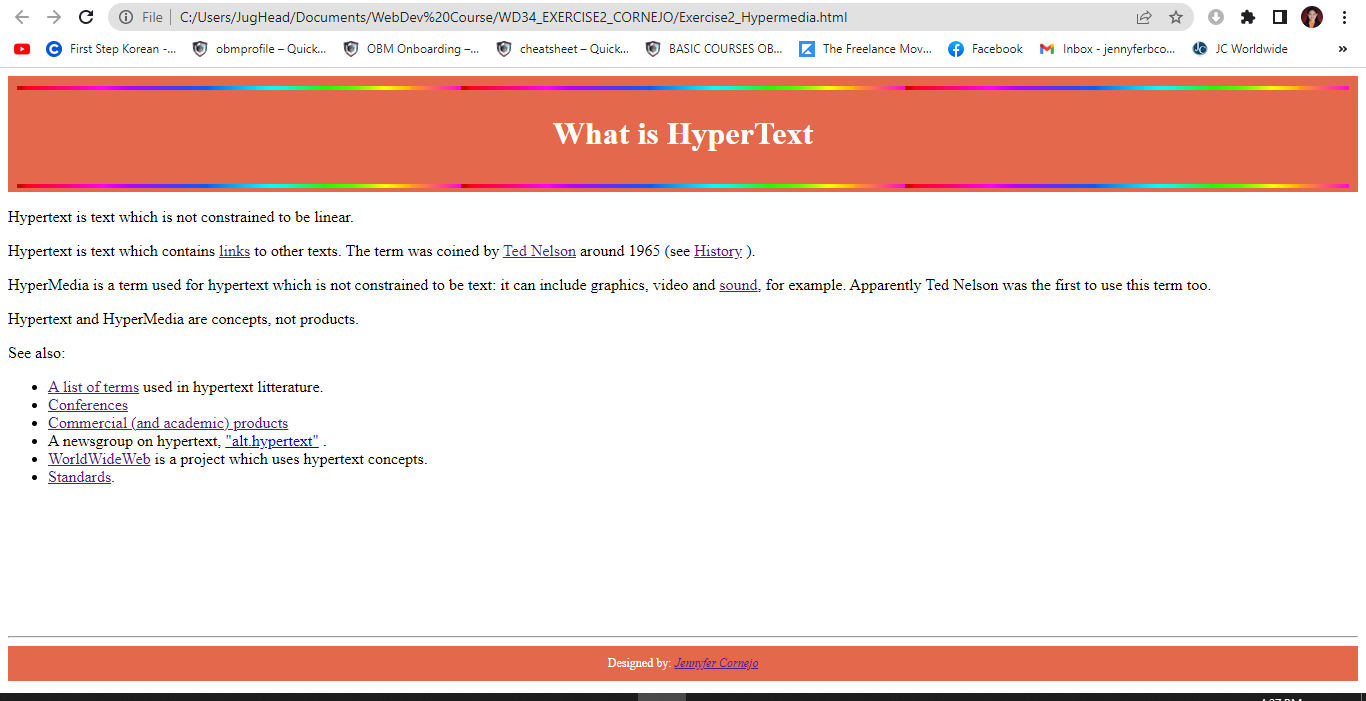 File C:/Users/JugHead/Documents/WebDev%20Course/WD34_EXERCISE2_CORNEJO/Exercise2_Hypermedia.html
First Step Korean -... obmprofile – Quick... OBM Onboarding –... cheatsheet – Quick... BASIC COURSES OB... The Freelance Mov... Facebook Inbox - jennyferbco... JC Worldwide »
What is HyperText
Hypertext is text which is not constrained to be linear.
Hypertext is text which contains links to other texts. The term was coined by Ted Nelson around 1965 (see History ).
HyperMedia is a term used for hypertext which is not constrained to be text: it can include graphics, video and sound, for example. Apparently Ted Nelson was the first to use this term too.
Hypertext and HyperMedia are concepts, not products.
See also:
• A list of terms used in hypertext litterature.
• Conferences
• Commercial (and academic) products
• A newsgroup on hypertext, "alt.hypertext" .
• WorldWideWeb is a project which uses hypertext concepts.
• Standards.
Designed by: Jennyfer Cornejo